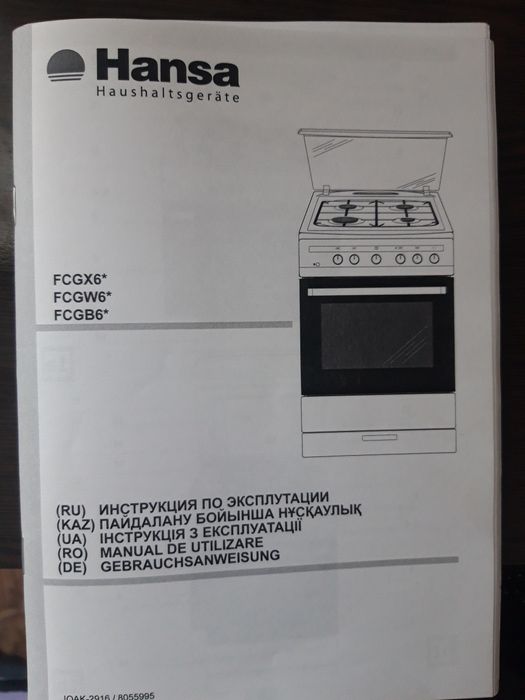 Hansa
Haushaltsgeräte
FCGX6*
FCGW6*
FCGB6*
(RU) ИНСТРУКЦИЯ ПО ЭКСПЛУТАЦИИ
(KAZ) ПАЙДАЛАНУ БОЙЫНША НҰСҚАУЛЫҚ
(UA) ІНСТРУКЦІЯ З ЕКСПЛУАТАЦІЇ
(RO) MANUAL DE UTILIZARE
(DE) GEBRAUCHSANWEISUNG
IOAK-2916 / 8055995